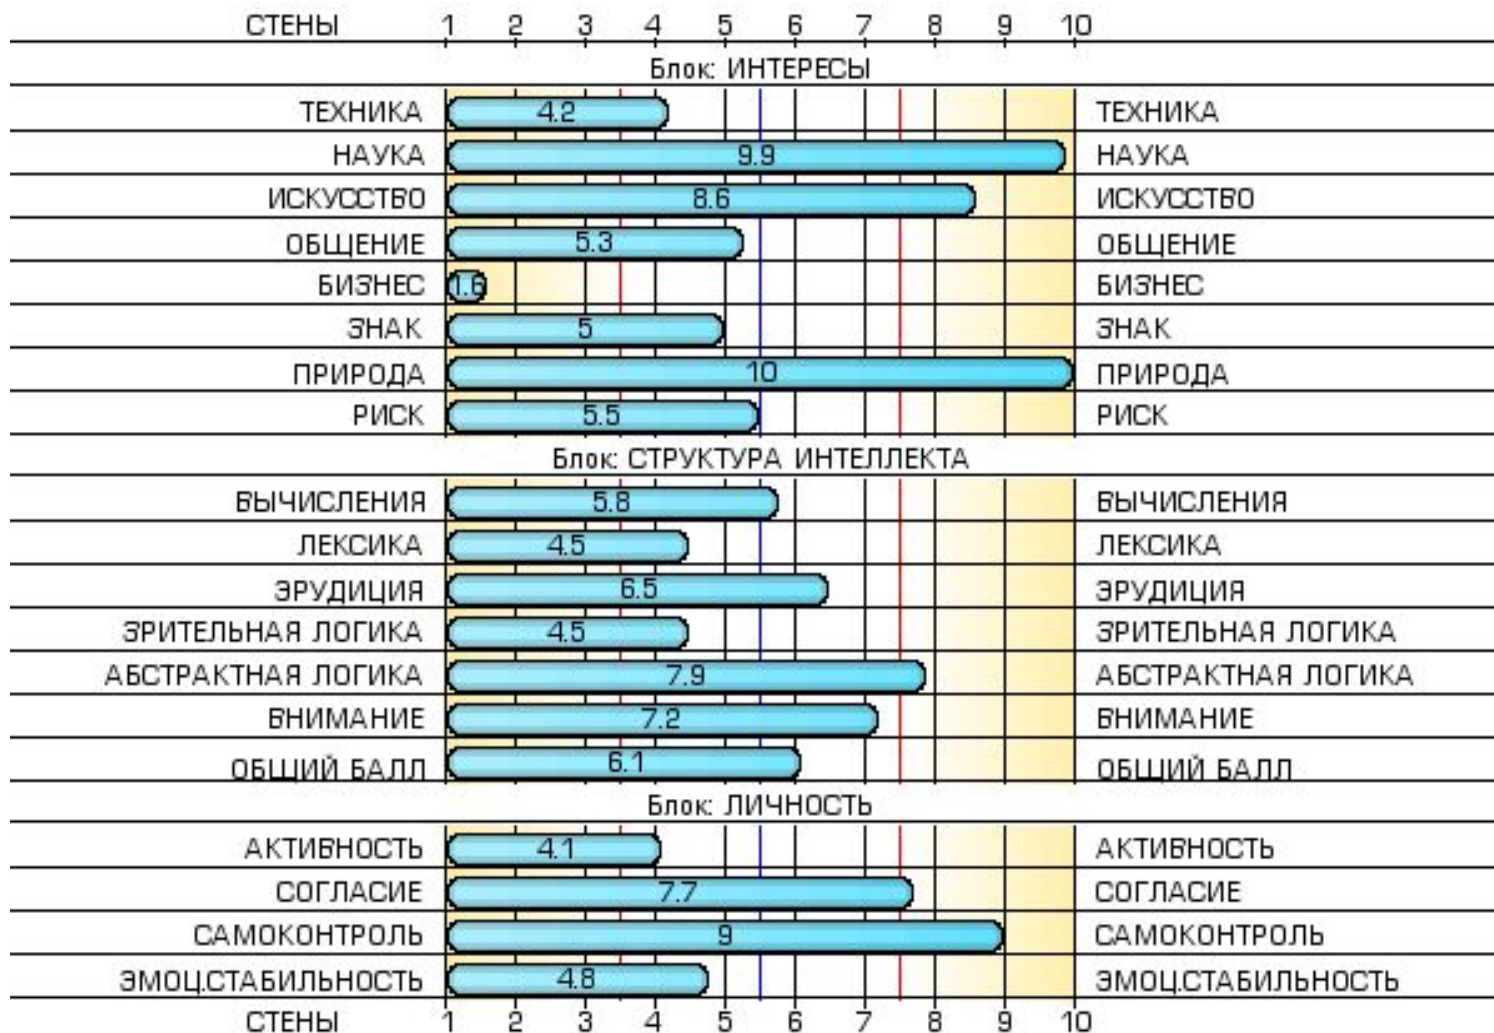 СТЕНЫ 1 2 3 4 5 6 7 8 9 10
Блок: ИНТЕРЕСЫ
ТЕХНИКА 4.2 ТЕХНИКА
НАУКА 9.9 НАУКА
ИСКУССТВО 8.6 ИСКУССТВО
ОБЩЕНИЕ 5.3 ОБЩЕНИЕ
БИЗНЕС 1.6 БИЗНЕС
ЗНАК 5 ЗНАК
ПРИРОДА 10 ПРИРОДА
РИСК 5.5 РИСК
Блок: СТРУКТУРА ИНТЕЛЛЕКТА
ВЫЧИСЛЕНИЯ 5.8 ВЫЧИСЛЕНИЯ
ЛЕКСИКА 4.5 ЛЕКСИКА
ЭРУДИЦИЯ 6.5 ЭРУДИЦИЯ
ЗРИТЕЛЬНАЯ ЛОГИКА 4.5 ЗРИТЕЛЬНАЯ ЛОГИКА
АБСТРАКТНАЯ ЛОГИКА 7.9 АБСТРАКТНАЯ ЛОГИКА
ВНИМАНИЕ 7.2 ВНИМАНИЕ
ОБЩИЙ БАЛЛ 6.1 ОБЩИЙ БАЛЛ
Блок: ЛИЧНОСТЬ
АКТИВНОСТЬ 4.1 АКТИВНОСТЬ
СОГЛАСИЕ 7.7 СОГЛАСИЕ
САМОКОНТРОЛЬ 9 САМОКОНТРОЛЬ
ЭМОЦ.СТАБИЛЬНОСТЬ 4.8 ЭМОЦ.СТАБИЛЬНОСТЬ
СТЕНЫ 1 2 3 4 5 6 7 8 9 10